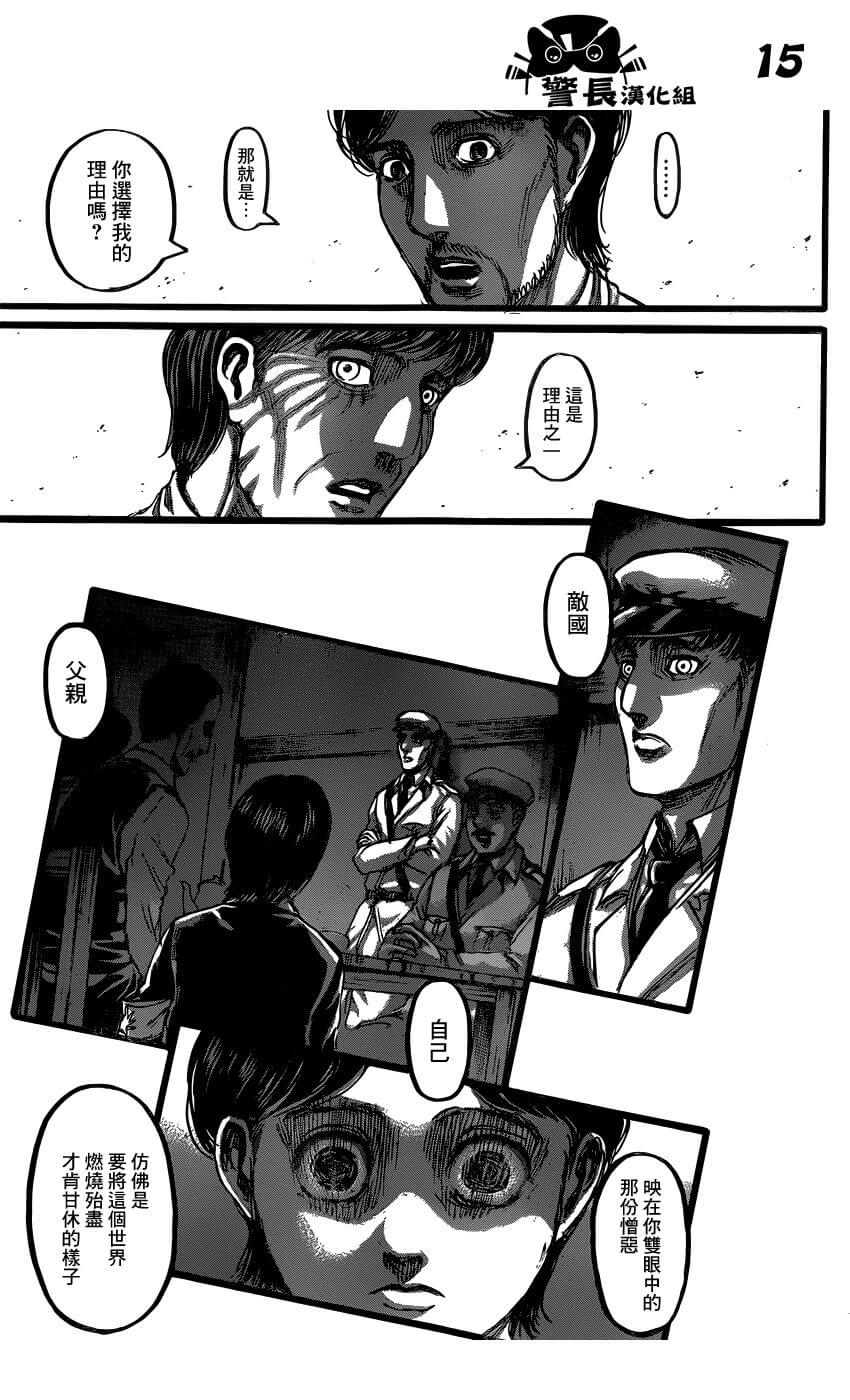 警長漢化組
15
……
那就是…
你選擇我的
理由嗎？
這是
理由之一
敵國
父親
自己
映在你雙眼中的
那份憎惡
仿佛是
要將這個世界
燃燒殆盡
才肯甘休的樣子